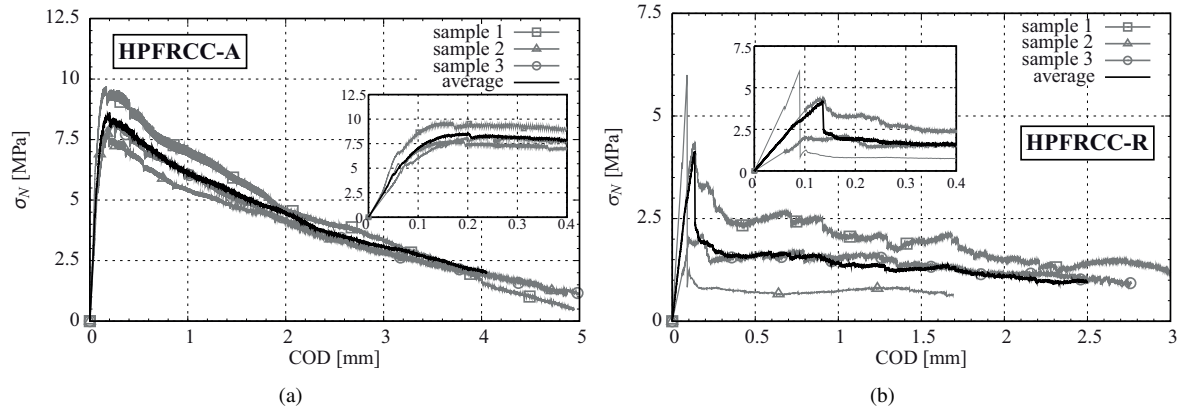 HPFRCC-A
sample 1
sample 2
sample 3
average
12.5
10
7.5
5
2.5
0
σN [MPa]
0 1 2 3 4 5
COD [mm]
12.5
10
7.5
5
2.5
0
0 0.1 0.2 0.3 0.4
(a)
HPFRCC-R
sample 1
sample 2
sample 3
average
7.5
5
2.5
0
σN [MPa]
0 0.5 1 1.5 2 2.5 3
COD [mm]
7.5
5
2.5
0
0 0.1 0.2 0.3 0.4
(b)